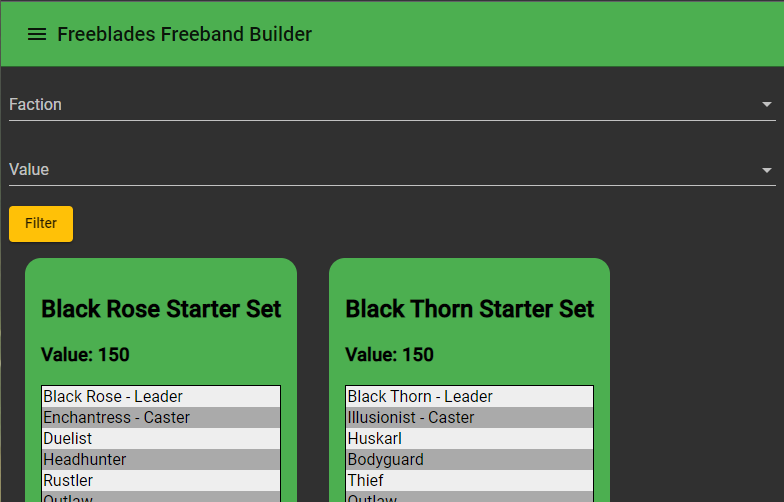 Freeblades Freeband Builder
Faction
Value
Filter
Black Rose Starter Set
Value: 150
Black Rose - Leader
Enchantress - Caster
Duelist
Headhunter
Rustler
Outlaw
Black Thorn Starter Set
Value: 150
Black Thorn - Leader
Illusionist - Caster
Huskarl
Bodyguard
Thief
Outlaw